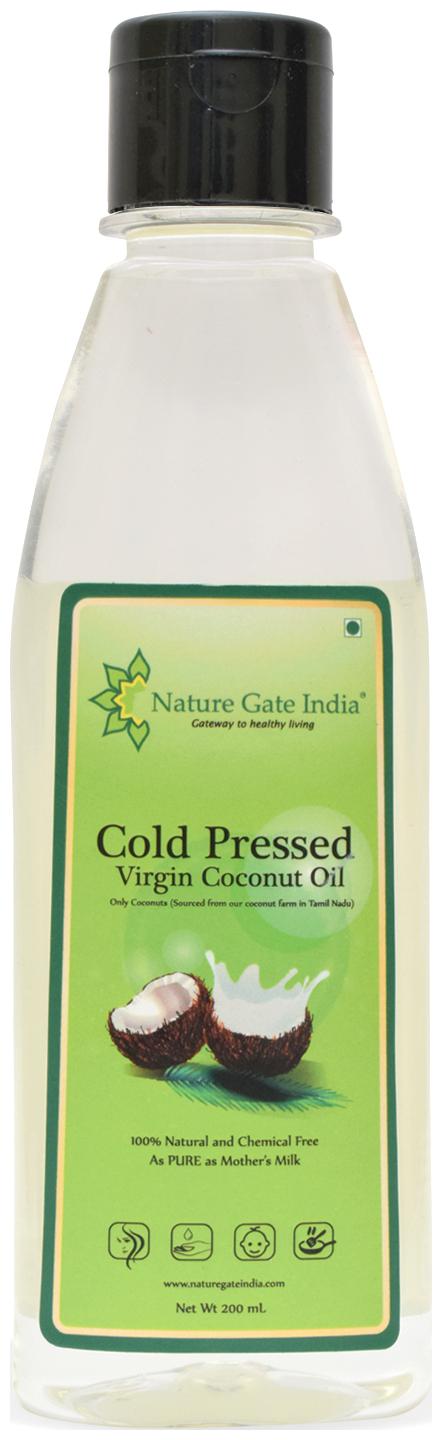 Nature Gate India®
Gateway to healthy living
Cold Pressed
Virgin Coconut Oil
Only Coconuts (Sourced from our coconut farm in Tamil Nadu)
100% Natural and Chemical Free
As PURE as Mother's Milk
www.naturegateindia.com
Net Wt 200 mL